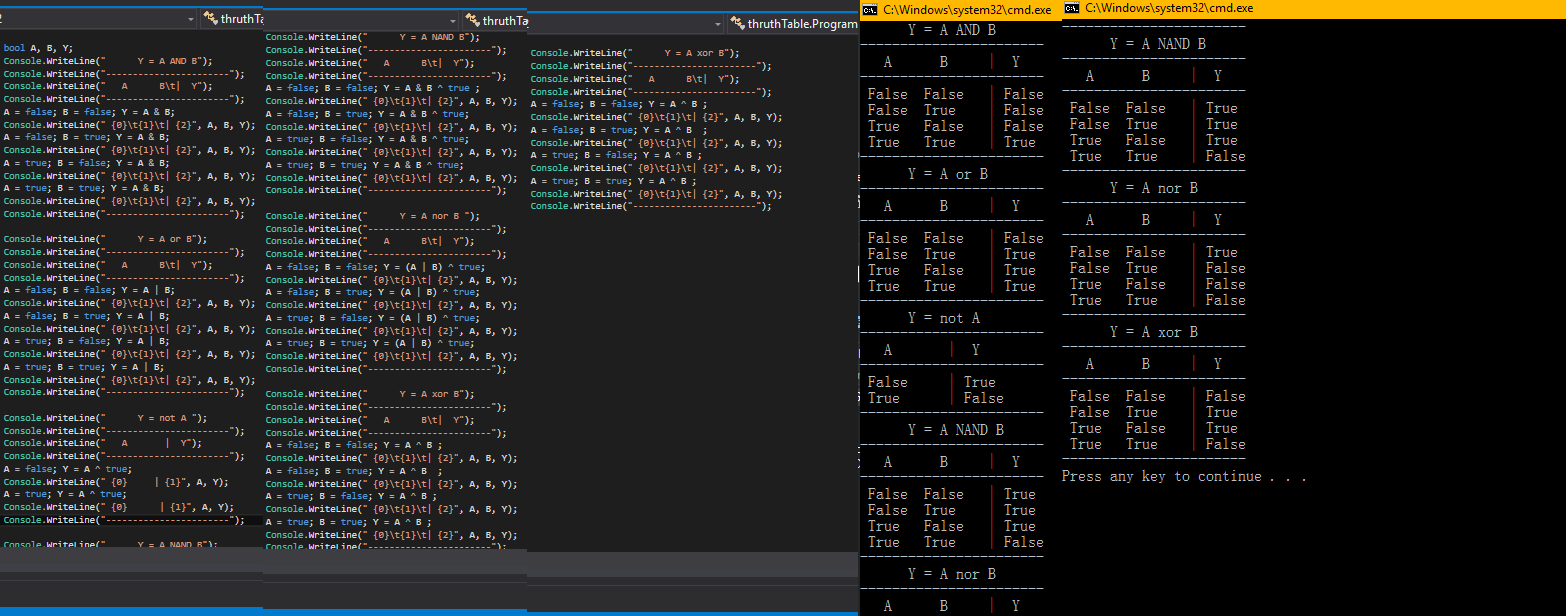 2
thruthTa
bool A, B, Y;
Console.WriteLine("      Y = A AND B");
Console.WriteLine("-----------------------");
Console.WriteLine("   A      B\t|  Y");
Console.WriteLine("-----------------------");
A = false; B = false; Y = A & B;
Console.WriteLine(" {0}\t{1}\t| {2}", A, B, Y);
A = false; B = true; Y = A & B;
Console.WriteLine(" {0}\t{1}\t| {2}", A, B, Y);
A = true; B = false; Y = A & B;
Console.WriteLine(" {0}\t{1}\t| {2}", A, B, Y);
A = true; B = true; Y = A & B;
Console.WriteLine(" {0}\t{1}\t| {2}", A, B, Y);
Console.WriteLine("-----------------------");
Console.WriteLine("      Y = A or B");
Console.WriteLine("-----------------------");
Console.WriteLine("   A      B\t|  Y");
Console.WriteLine("-----------------------");
A = false; B = false; Y = A | B;
Console.WriteLine(" {0}\t{1}\t| {2}", A, B, Y);
A = false; B = true; Y = A | B;
Console.WriteLine(" {0}\t{1}\t| {2}", A, B, Y);
A = true; B = false; Y = A | B;
Console.WriteLine(" {0}\t{1}\t| {2}", A, B, Y);
A = true; B = true; Y = A | B;
Console.WriteLine(" {0}\t{1}\t| {2}", A, B, Y);
Console.WriteLine("-----------------------");
Console.WriteLine("      Y = not A ");
Console.WriteLine("-----------------------");
Console.WriteLine("   A       |  Y");
Console.WriteLine("-----------------------");
A = false; Y = A ^ true;
Console.WriteLine(" {0}     | {1}", A, Y);
A = true; Y = A ^ true;
Console.WriteLine(" {0}      | {1}", A, Y);
Console.WriteLine("-----------------------");
Console.WriteLine("      Y = A NAND B");
thruthTa
Console.WriteLine("      Y = A NAND B");
Console.WriteLine("-----------------------");
Console.WriteLine("   A      B\t|  Y");
Console.WriteLine("-----------------------");
A = false; B = false; Y = A & B ^ true ;
Console.WriteLine(" {0}\t{1}\t| {2}", A, B, Y);
A = false; B = true; Y = A & B ^ true;
Console.WriteLine(" {0}\t{1}\t| {2}", A, B, Y);
A = true; B = false; Y = A & B ^ true;
Console.WriteLine(" {0}\t{1}\t| {2}", A, B, Y);
A = true; B = true; Y = A & B ^ true;
Console.WriteLine(" {0}\t{1}\t| {2}", A, B, Y);
Console.WriteLine("-----------------------");
Console.WriteLine("      Y = A nor B ");
Console.WriteLine("-----------------------");
Console.WriteLine("   A      B\t|  Y");
Console.WriteLine("-----------------------");
A = false; B = false; Y = (A | B) ^ true;
Console.WriteLine(" {0}\t{1}\t| {2}", A, B, Y);
A = false; B = true; Y = (A | B) ^ true;
Console.WriteLine(" {0}\t{1}\t| {2}", A, B, Y);
A = true; B = false; Y = (A | B) ^ true;
Console.WriteLine(" {0}\t{1}\t| {2}", A, B, Y);
A = true; B = true; Y = (A | B) ^ true;
Console.WriteLine(" {0}\t{1}\t| {2}", A, B, Y);
Console.WriteLine("-----------------------");
Console.WriteLine("      Y = A xor B");
Console.WriteLine("-----------------------");
Console.WriteLine("   A      B\t|  Y");
Console.WriteLine("-----------------------");
A = false; B = false; Y = A ^ B ;
Console.WriteLine(" {0}\t{1}\t| {2}", A, B, Y);
A = false; B = true; Y = A ^ B  ;
Console.WriteLine(" {0}\t{1}\t| {2}", A, B, Y);
A = true; B = false; Y = A ^ B ;
Console.WriteLine(" {0}\t{1}\t| {2}", A, B, Y);
A = true; B = true; Y = A ^ B ;
Console.WriteLine(" {0}\t{1}\t| {2}", A, B, Y);
Console.WriteLine("-----------------------");
thruthTable.Program
Console.WriteLine("      Y = A xor B");
Console.WriteLine("-----------------------");
Console.WriteLine("   A      B\t|  Y");
Console.WriteLine("-----------------------");
A = false; B = false; Y = A ^ B ;
Console.WriteLine(" {0}\t{1}\t| {2}", A, B, Y);
A = false; B = true; Y = A ^ B  ;
Console.WriteLine(" {0}\t{1}\t| {2}", A, B, Y);
A = true; B = false; Y = A ^ B ;
Console.WriteLine(" {0}\t{1}\t| {2}", A, B, Y);
A = true; B = true; Y = A ^ B ;
Console.WriteLine(" {0}\t{1}\t| {2}", A, B, Y);
Console.WriteLine("-----------------------");
C:\Windows\system32\cmd.exe
Y = A AND B
-----------------------
A B | Y
-----------------------
False False | False
False True | False
True False | False
True True | True
-----------------------
Y = A or B
-----------------------
A B | Y
-----------------------
False False | False
False True | True
True False | True
True True | True
-----------------------
Y = not A
-----------------------
A | Y
-----------------------
False | True
True | False
-----------------------
Y = A NAND B
-----------------------
A B | Y
-----------------------
False False | True
False True | True
True False | True
True True | False
-----------------------
Y = A nor B
-----------------------
A B | Y
C:\Windows\system32\cmd.exe
-----------------------
Y = A NAND B
-----------------------
A B | Y
-----------------------
False False | True
False True | True
True False | True
True True | False
-----------------------
Y = A nor B
-----------------------
A B | Y
-----------------------
False False | True
False True | False
True False | False
True True | False
-----------------------
Y = A xor B
-----------------------
A B | Y
-----------------------
False False | False
False True | True
True False | True
True True | False
-----------------------
Press any key to continue . . .